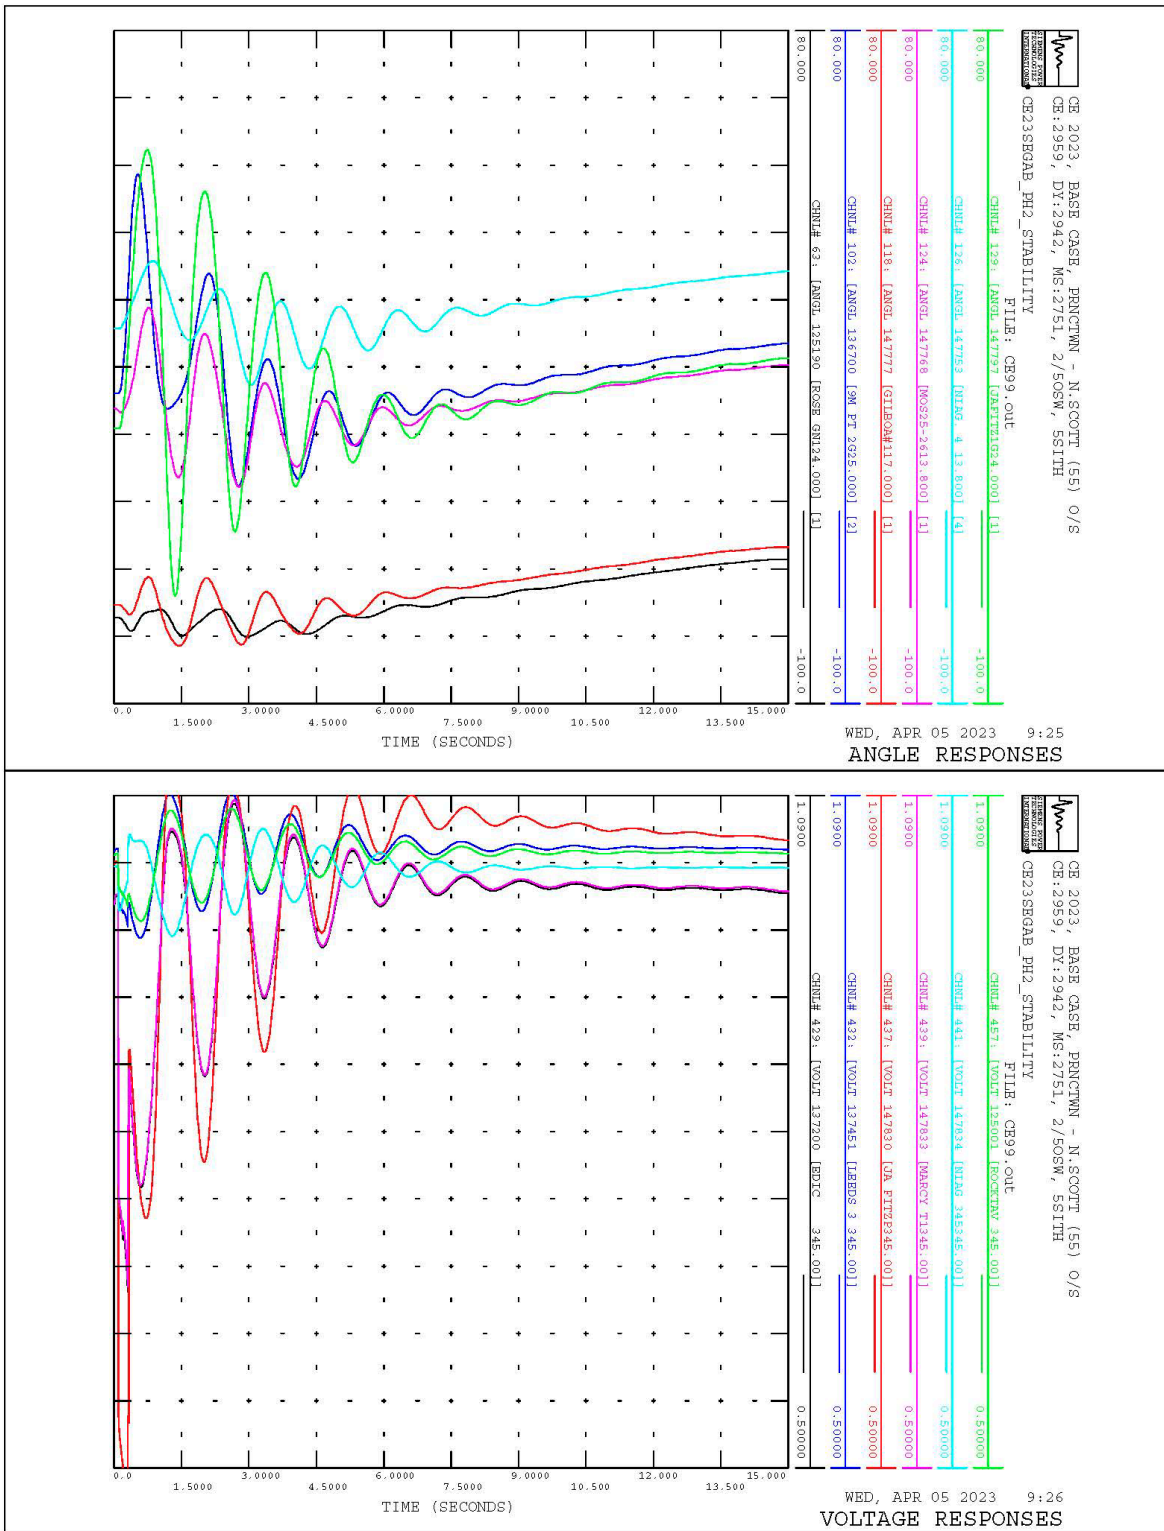 SIEMENS POWER
TECHNOLOGIES
INTERNATIONAL
CE 2023, BASE CASE, PRNCTWN - N.SCOTT (55) O/S
CE:2959, DY:2942, MS:2751, 2/5OSW, 5SITH
CE23SEGAB_PH2_STABILITY
FILE: CE99.out
CHNL# 129: [ANGL 147797 [JAFITZ1G24.000] [1]
80.000 -100.0
CHNL# 126: [ANGL 147753 [NIAG. 4 13.800] [4]
80.000 -100.0
CHNL# 124: [ANGL 147768 [MOS25-2613.800] [1]
80.000 -100.0
CHNL# 118: [ANGL 147777 [GILBOA#117.000] [1]
80.000 -100.0
CHNL# 102: [ANGL 136700 [9M PT 2G25.000] [2]
80.000 -100.0
CHNL# 63: [ANGL 125190 [ROSE GN124.000] [1]
80.000 -100.0
0.0 1.5000 3.0000 4.5000 6.0000 7.5000 9.0000 10.500 12.000 13.500 15.000
TIME (SECONDS)
WED, APR 05 2023 9:25
ANGLE RESPONSES
SIEMENS POWER
TECHNOLOGIES
INTERNATIONAL
CE 2023, BASE CASE, PRNCTWN - N.SCOTT (55) O/S
CE:2959, DY:2942, MS:2751, 2/5OSW, 5SITH
CE23SEGAB_PH2_STABILITY
FILE: CE99.out
CHNL# 457: [VOLT 125001 [ROCKTAV 345.00]]
1.0900 0.50000
CHNL# 441: [VOLT 147834 [NIAG 345345.00]]
1.0900 0.50000
CHNL# 439: [VOLT 147833 [MARCY T1345.00]]
1.0900 0.50000
CHNL# 437: [VOLT 147830 [JA FITZP345.00]]
1.0900 0.50000
CHNL# 432: [VOLT 137451 [LEEDS 3 345.00]]
1.0900 0.50000
CHNL# 429: [VOLT 137200 [EDIC 345.00]]
1.0900 0.50000
0.0 1.5000 3.0000 4.5000 6.0000 7.5000 9.0000 10.500 12.000 13.500 15.000
TIME (SECONDS)
WED, APR 05 2023 9:26
VOLTAGE RESPONSES